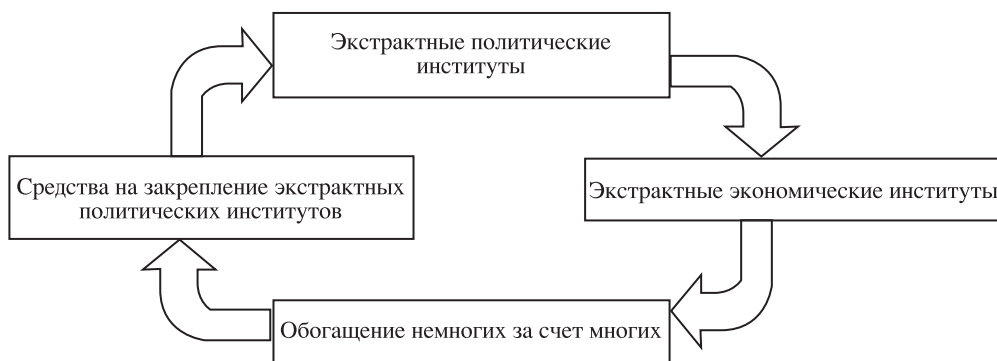 Экстрактные политические
институты
Средства на закрепление экстрактных
политических институтов
Экстрактные экономические институты
Обогащение немногих за счет многих